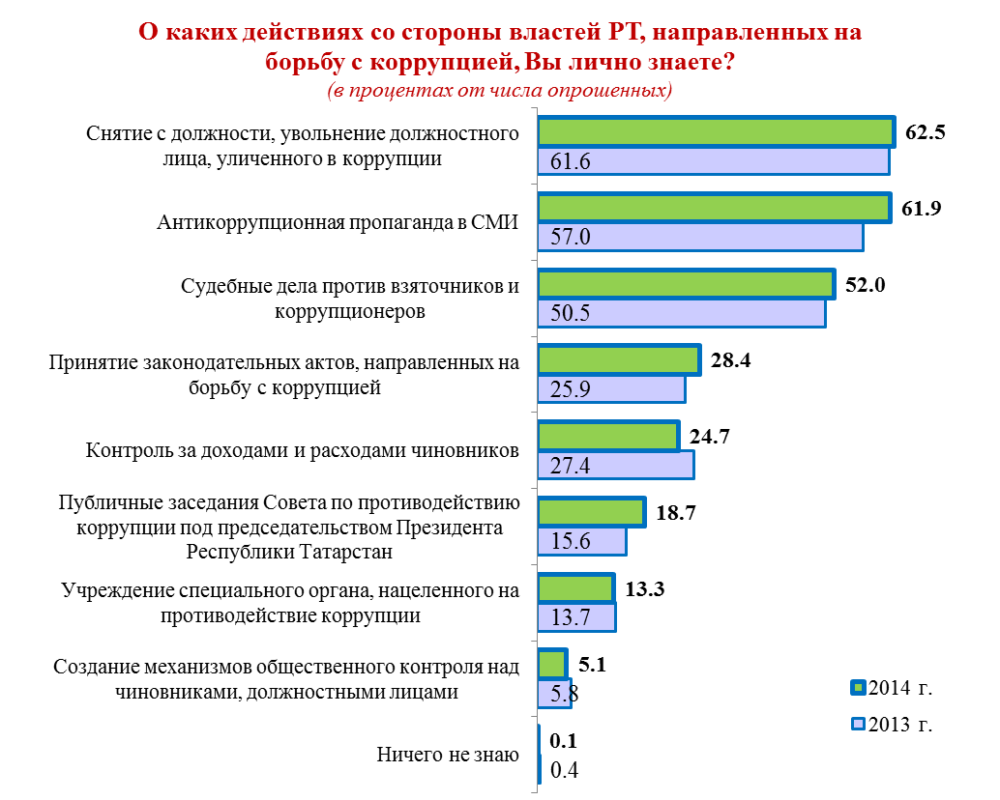 О каких действиях со стороны властей РТ, направленных на
борьбу с коррупцией, Вы лично знаете?
(в процентах от числа опрошенных)
Снятие с должности, увольнение должностного
лица, уличенного в коррупции
62.5
61.6
Антикоррупционная пропаганда в СМИ
61.9
57.0
Судебные дела против взяточников и
коррупционеров
52.0
50.5
Принятие законодательных актов, направленных на
борьбу с коррупцией
28.4
25.9
Контроль за доходами и расходами чиновников
24.7
27.4
Публичные заседания Совета по противодействию
коррупции под председательством Президента
Республики Татарстан
18.7
15.6
Учреждение специального органа, нацеленного на
противодействие коррупции
13.3
13.7
Создание механизмов общественного контроля над
чиновниками, должностными лицами
5.1
5.8
Ничего не знаю
0.1
0.4
2014 г.
2013 г.